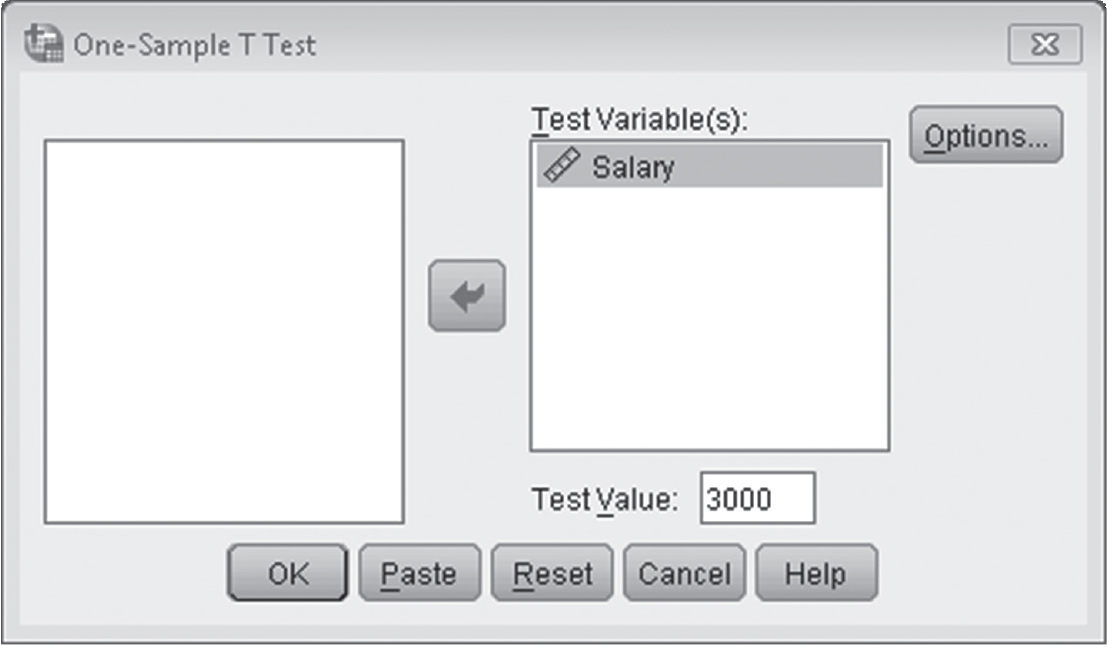 One-Sample T Test
Test Variable(s):
Options...
Salary
Test Value: 3000
OK Paste Reset Cancel Help